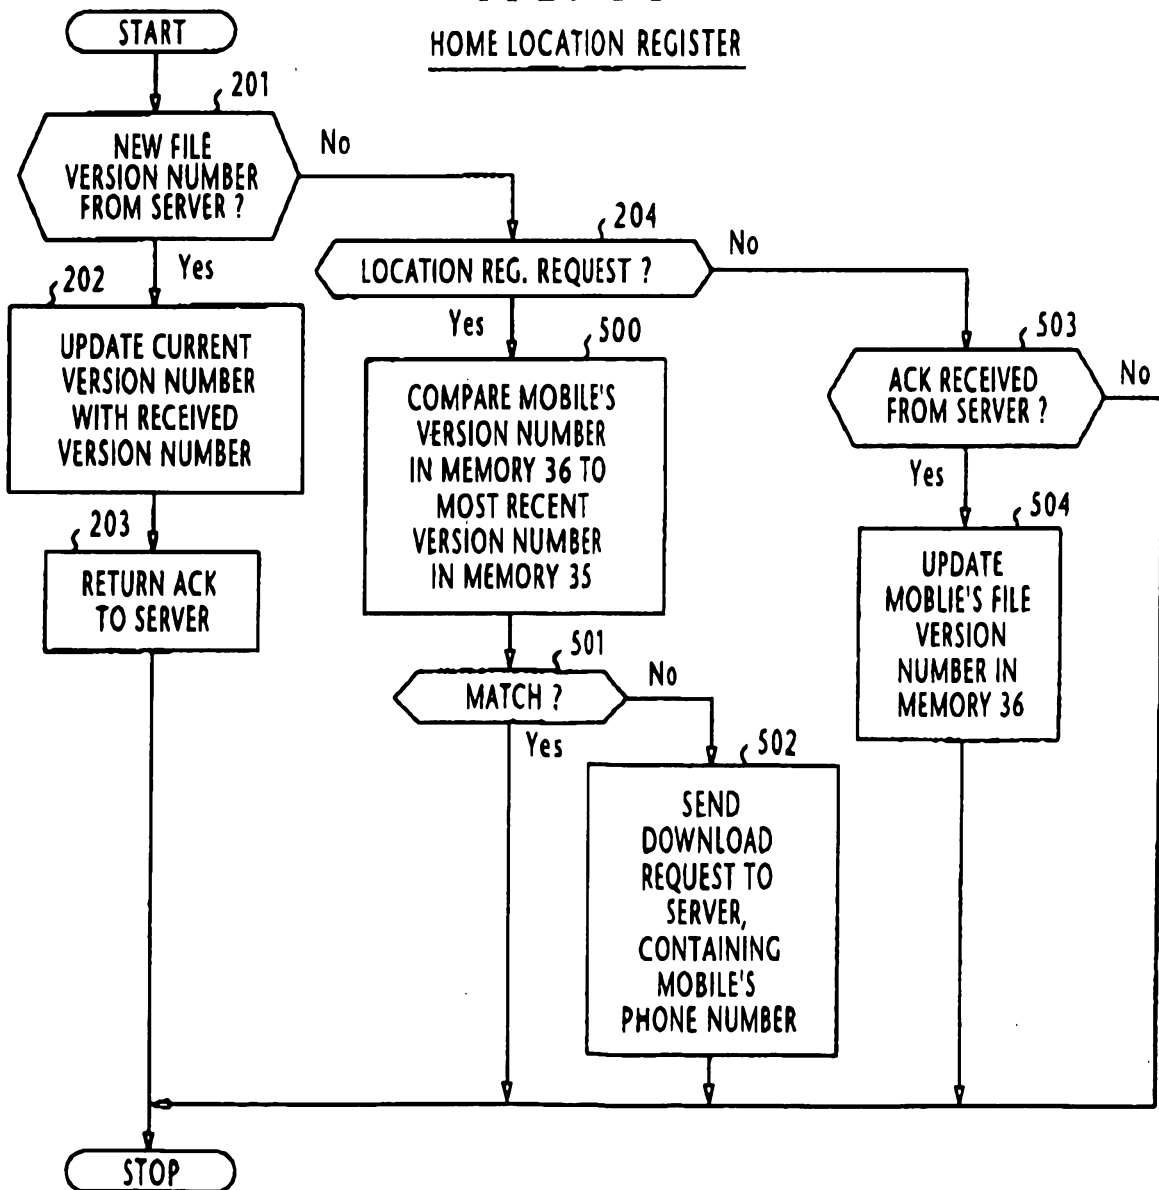 START
HOME LOCATION REGISTER
201
NEW FILE
VERSION NUMBER
FROM SERVER ?
No
Yes
204
LOCATION REG. REQUEST ?
No
Yes
202
UPDATE CURRENT
VERSION NUMBER
WITH RECEIVED
VERSION NUMBER
203
RETURN ACK
TO SERVER
500
COMPARE MOBILE'S
VERSION NUMBER
IN MEMORY 36 TO
MOST RECENT
VERSION NUMBER
IN MEMORY 35
501
MATCH ?
No
Yes
502
SEND
DOWNLOAD
REQUEST TO
SERVER,
CONTAINING
MOBILE'S
PHONE NUMBER
503
ACK RECEIVED
FROM SERVER ?
No
Yes
504
UPDATE
MOBLIE'S FILE
VERSION
NUMBER IN
MEMORY 36
STOP